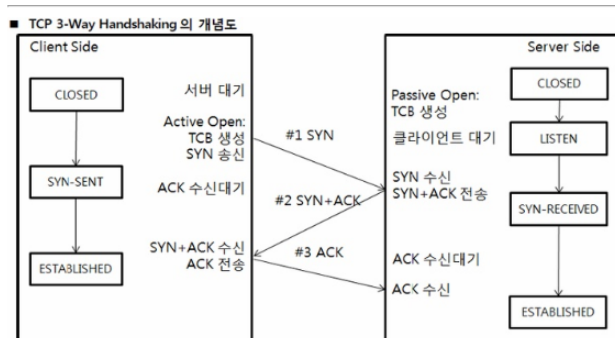 ■ TCP 3-Way Handshaking 의 개념도
Client Side
CLOSED
SYN-SENT
ESTABLISHED
서버 대기
Active Open:
TCB 생성
SYN 송신
ACK 수신대기
SYN+ACK 수신
ACK 전송
#1 SYN
#2 SYN+ACK
#3 ACK
Server Side
Passive Open:
TCB 생성
클라이언트 대기
SYN 수신
SYN+ACK 전송
ACK 수신대기
ACK 수신
CLOSED
LISTEN
SYN-RECEIVED
ESTABLISHED